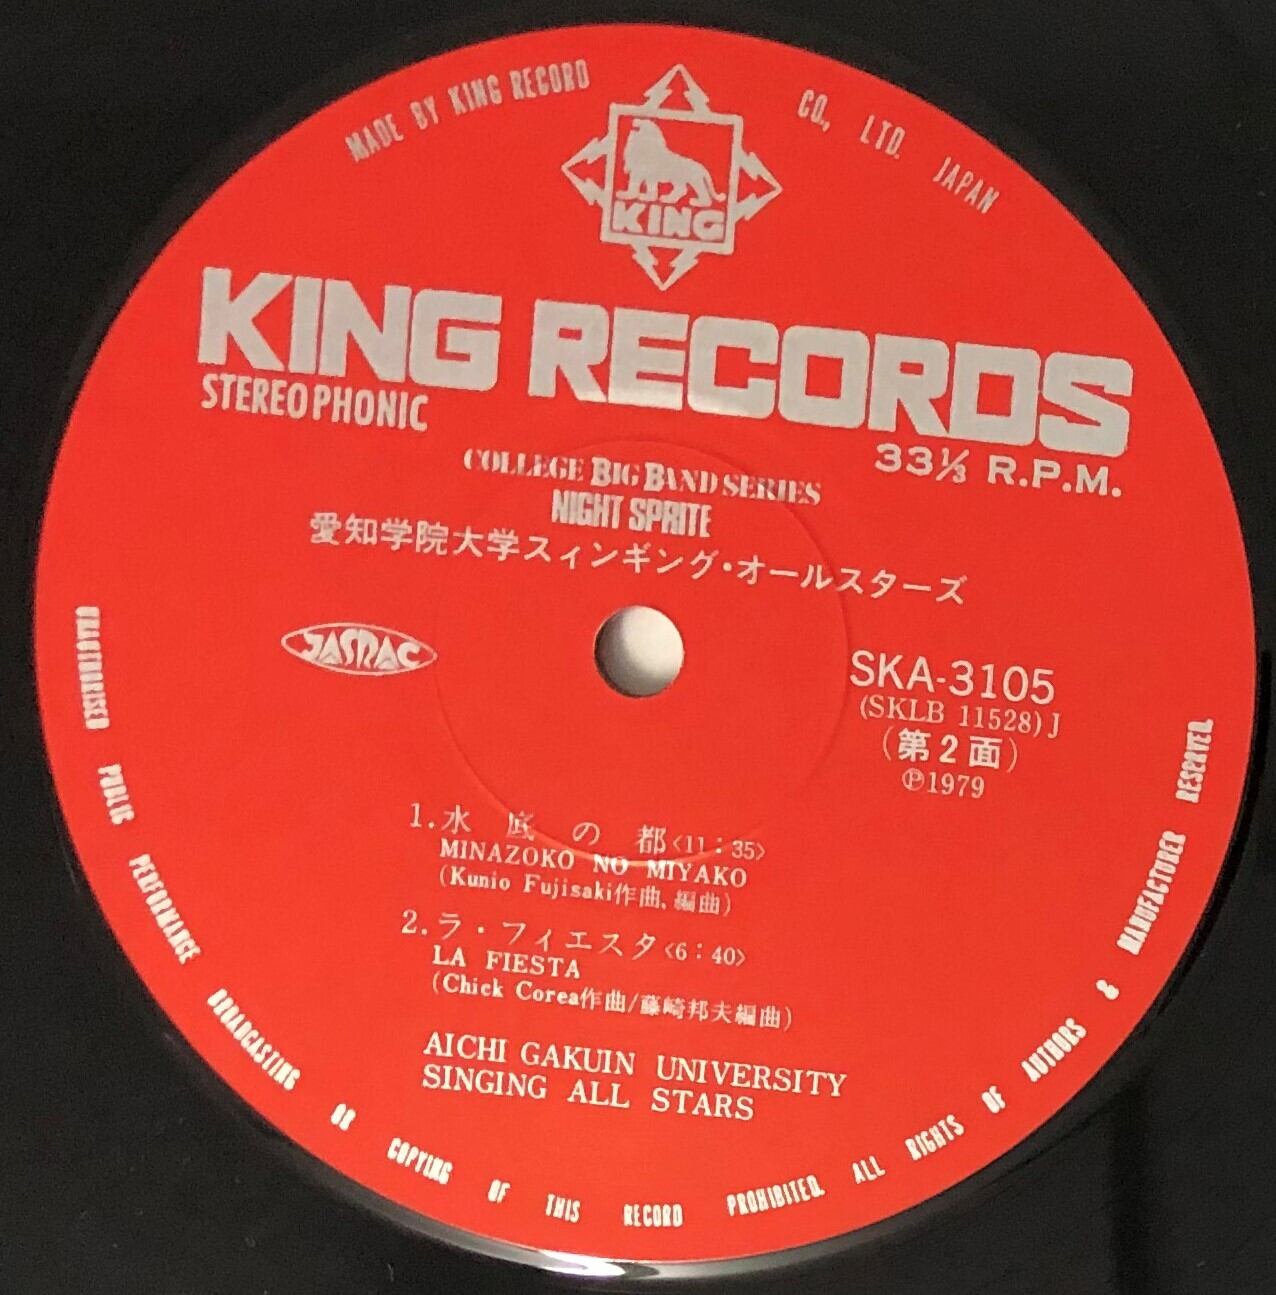 MADE BY KING RECORD CO., LTD. JAPAN
KING
KING RECORDS
STEREOPHONIC
33⅓ R.P.M.
COLLEGE BIG BAND SERIES
NIGHT SPRITE
愛知学院大学スィンギング・オールスターズ
JASRAC
SKA-3105
(SKLB 11528)J
(第2面)
Ⓟ1979
1.水底の都〈11:35〉
MINAZOKO NO MIYAKO
(Kunio Fujisaki作曲、編曲)
2.ラ・フィエスタ〈6:40〉
LA FIESTA
(Chick Corea作曲/藤崎邦夫編曲)
AICHI GAKUIN UNIVERSITY
SINGING ALL STARS
UNAUTHORISED PUBLIC PERFORMANCE BROADCASTING OR COPYING OF THIS RECORD PROHIBITED. ALL RIGHTS OF AUTHORS & MANUFACTURER RESERVED.